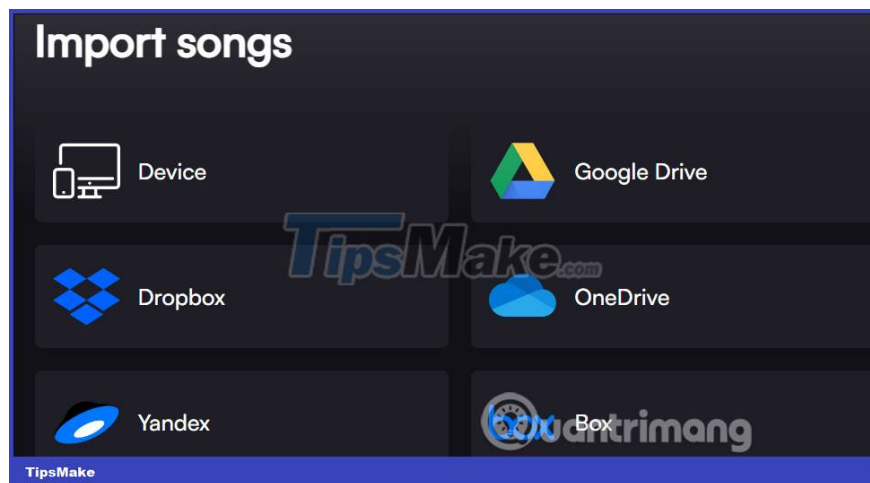 Import songs
Device
Google Drive
TipsMake.com
Dropbox
OneDrive
Yandex
box
Box
uantrimang
TipsMake